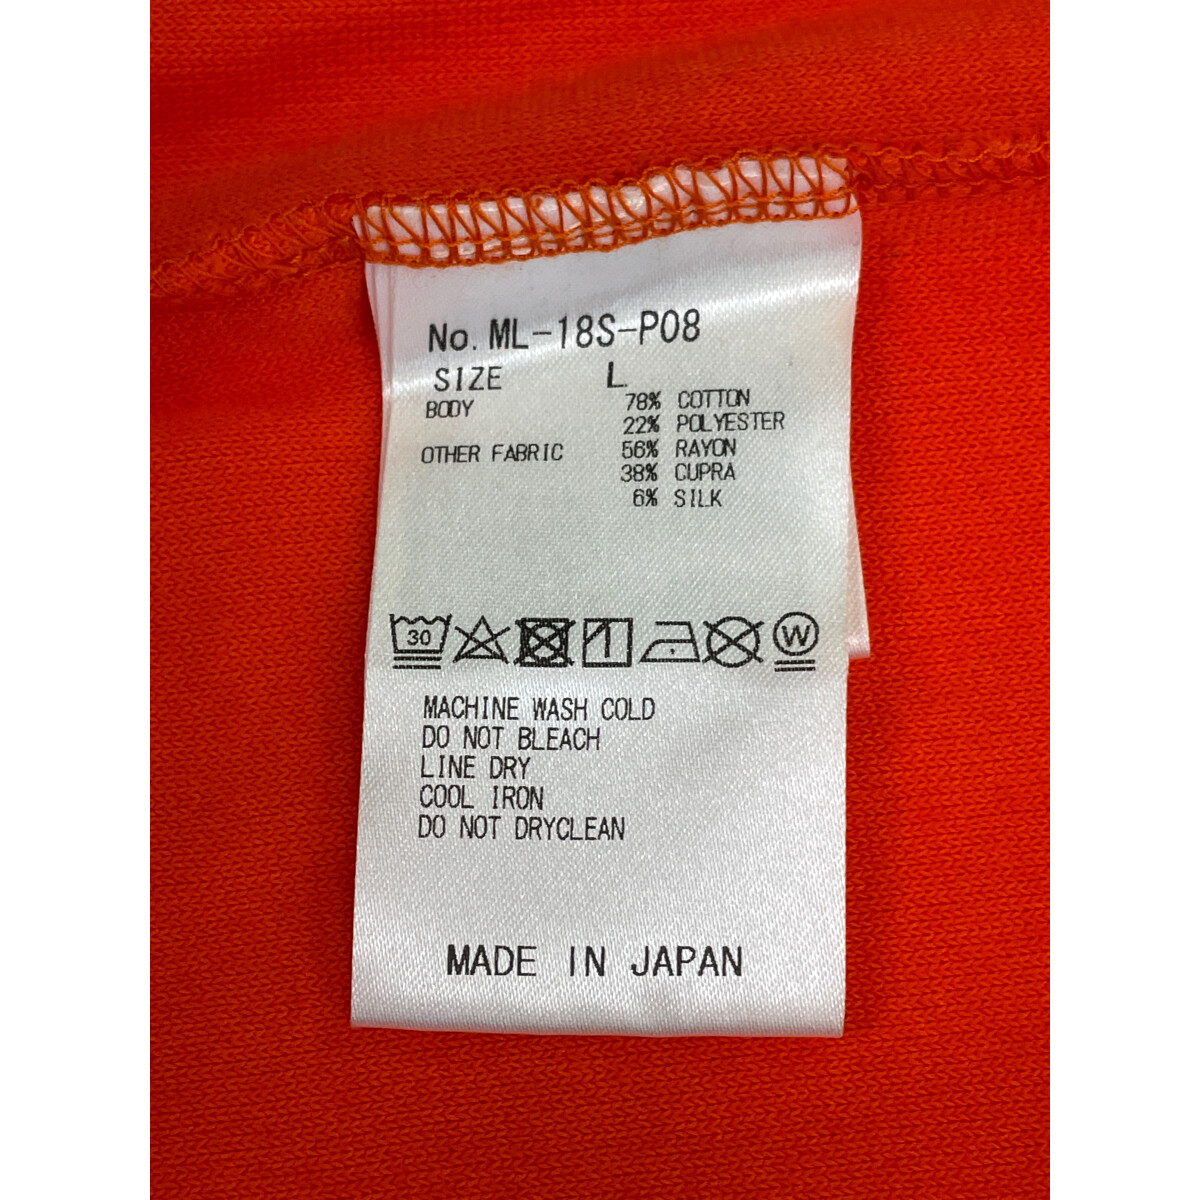 No. ML-18S-P08
SIZE L
BODY 78% COTTON
22% POLYESTER
OTHER FABRIC 56% RAYON
38% CUPRA
6% SILK
30 W
MACHINE WASH COLD
DO NOT BLEACH
LINE DRY
COOL IRON
DO NOT DRYCLEAN
MADE IN JAPAN